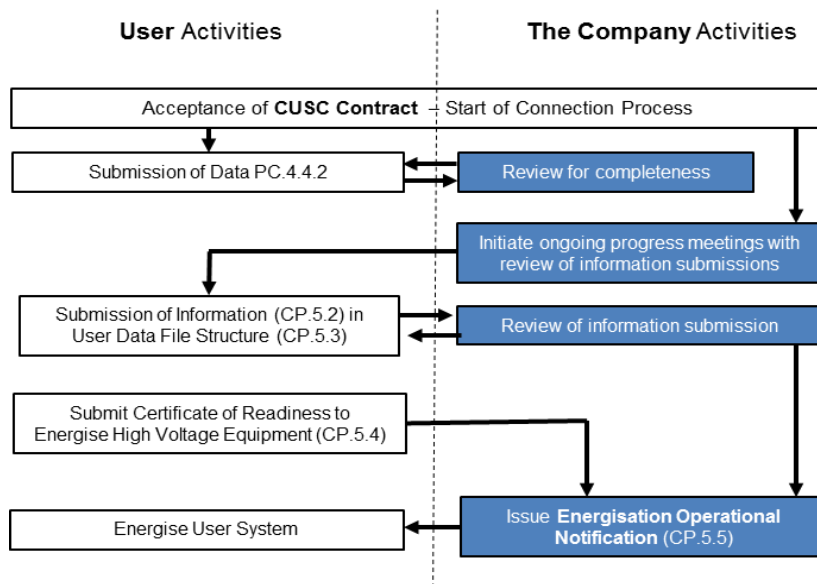 User Activities
The Company Activities
Acceptance of CUSC Contract – Start of Connection Process
Submission of Data PC.4.4.2
Review for completeness
Initiate ongoing progress meetings with
review of information submissions
Submission of Information (CP.5.2) in
User Data File Structure (CP.5.3)
Review of information submission
Submit Certificate of Readiness to
Energise High Voltage Equipment (CP.5.4)
Issue Energisation Operational
Notification (CP.5.5)
Energise User System